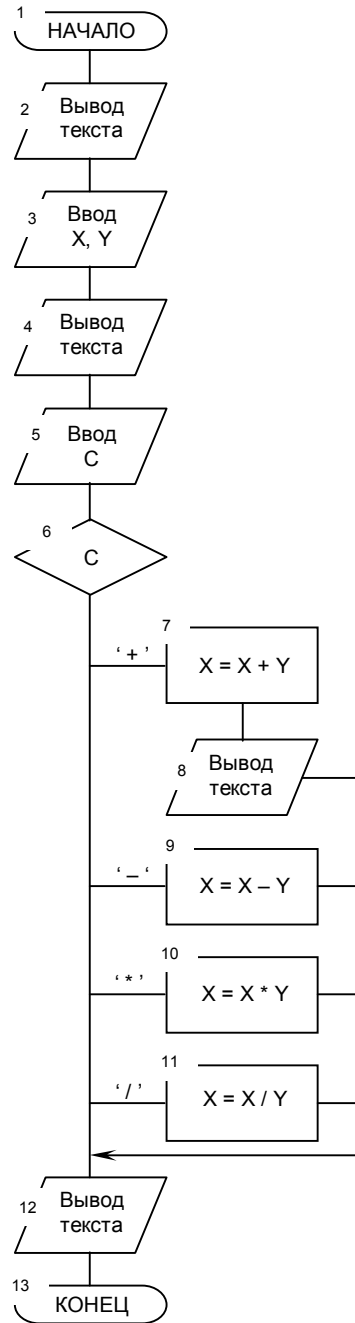 1
НАЧАЛО
2
Вывод
текста
3
Ввод
X, Y
4
Вывод
текста
5
Ввод
C
6
C
7
‘ + ’
X = X + Y
8
Вывод
текста
9
‘ – ‘
X = X – Y
10
‘ * ’
X = X * Y
11
‘ / ’
X = X / Y
12
Вывод
текста
13
КОНЕЦ